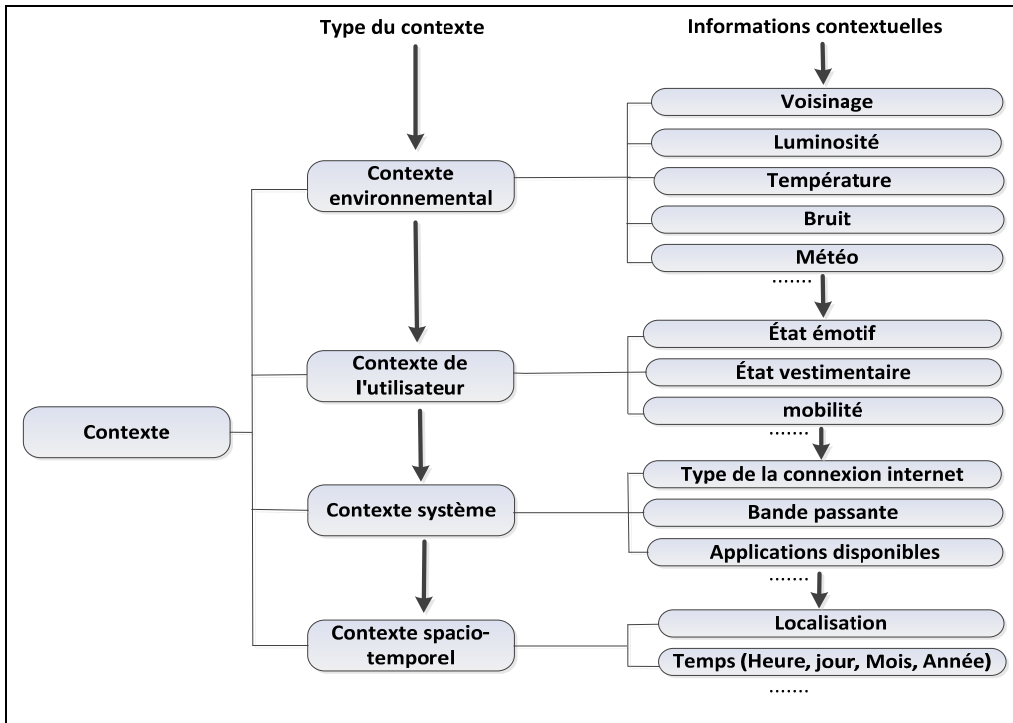 Type du contexte
Informations contextuelles
Voisinage
Luminosité
Contexte
environnemental
Température
Bruit
Météo
.......
État émotif
Contexte de
l'utilisateur
État vestimentaire
mobilité
.......
Contexte
Type de la connexion internet
Contexte système
Bande passante
Applications disponibles
.......
Contexte spacio-
temporel
Localisation
Temps (Heure, jour, Mois, Année)
.......